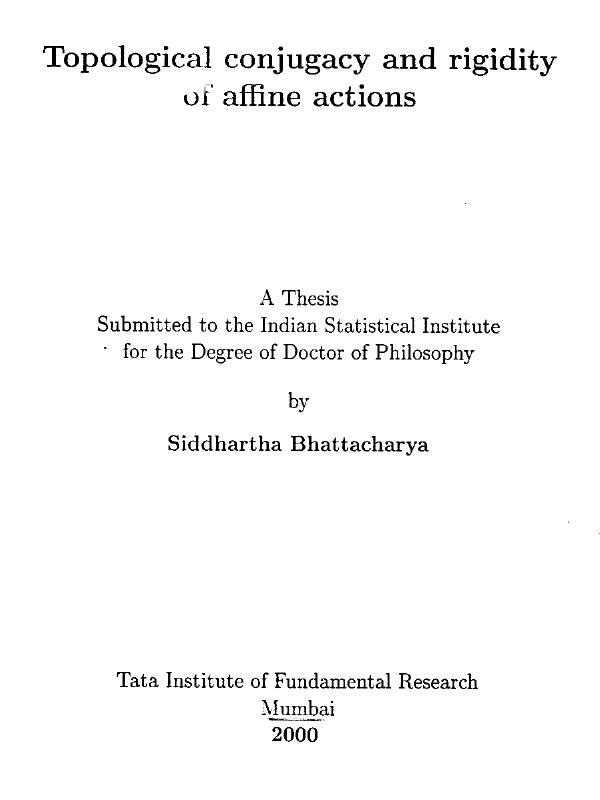 Topological conjugacy and rigidity
of affine actions
A Thesis
Submitted to the Indian Statistical Institute
for the Degree of Doctor of Philosophy
by
Siddhartha Bhattacharya
Tata Institute of Fundamental Research
Mumbai
2000